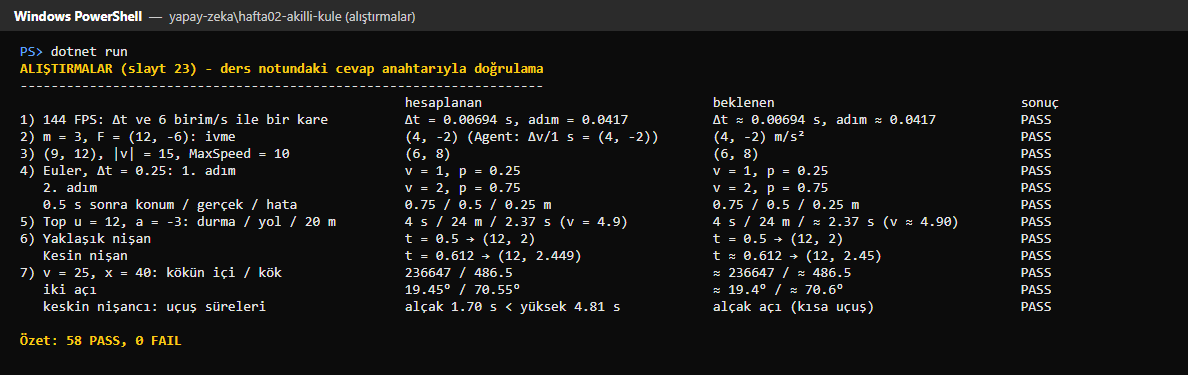 Windows PowerShell — yapay-zeka\hafta02-akilli-kule (alıştırmalar)
PS> dotnet run
ALIŞTIRMALAR (slayt 23) - ders notundaki cevap anahtarıyla doğrulama
--------------------------------------------------------------------
hesaplanan beklenen sonuç
1) 144 FPS: Δt ve 6 birim/s ile bir kare Δt = 0.00694 s, adım = 0.0417 Δt ≈ 0.00694 s, adım ≈ 0.0417 PASS
2) m = 3, F = (12, -6): ivme (4, -2) (Agent: Δv/1 s = (4, -2)) (4, -2) m/s² PASS
3) (9, 12), |v| = 15, MaxSpeed = 10 (6, 8) (6, 8) PASS
4) Euler, Δt = 0.25: 1. adım v = 1, p = 0.25 v = 1, p = 0.25 PASS
2. adım v = 2, p = 0.75 v = 2, p = 0.75 PASS
0.5 s sonra konum / gerçek / hata 0.75 / 0.5 / 0.25 m 0.75 / 0.5 / 0.25 m PASS
5) Top u = 12, a = -3: durma / yol / 20 m 4 s / 24 m / 2.37 s (v = 4.9) 4 s / 24 m / ≈ 2.37 s (v ≈ 4.90) PASS
6) Yaklaşık nişan t = 0.5 → (12, 2) t = 0.5 → (12, 2) PASS
Kesin nişan t = 0.612 → (12, 2.449) t ≈ 0.612 → (12, 2.45) PASS
7) v = 25, x = 40: kökün içi / kök 236647 / 486.5 ≈ 236647 / ≈ 486.5 PASS
iki açı 19.45° / 70.55° ≈ 19.4° / ≈ 70.6° PASS
keskin nişancı: uçuş süreleri alçak 1.70 s < yüksek 4.81 s alçak açı (kısa uçuş) PASS
Özet: 58 PASS, 0 FAIL